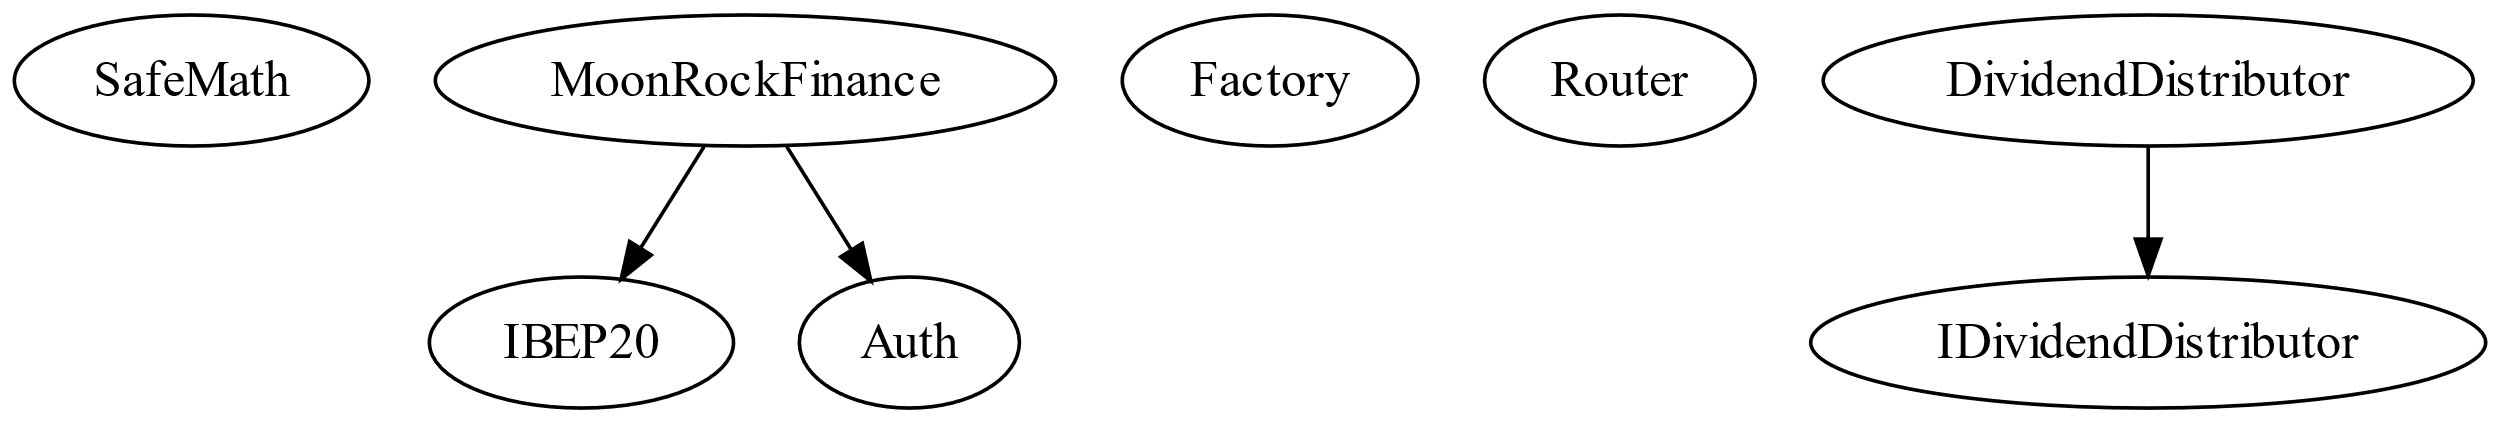 SafeMath
MoonRockFinance
Factory
Router
DividendDistributor
IBEP20
Auth
IDividendDistributor